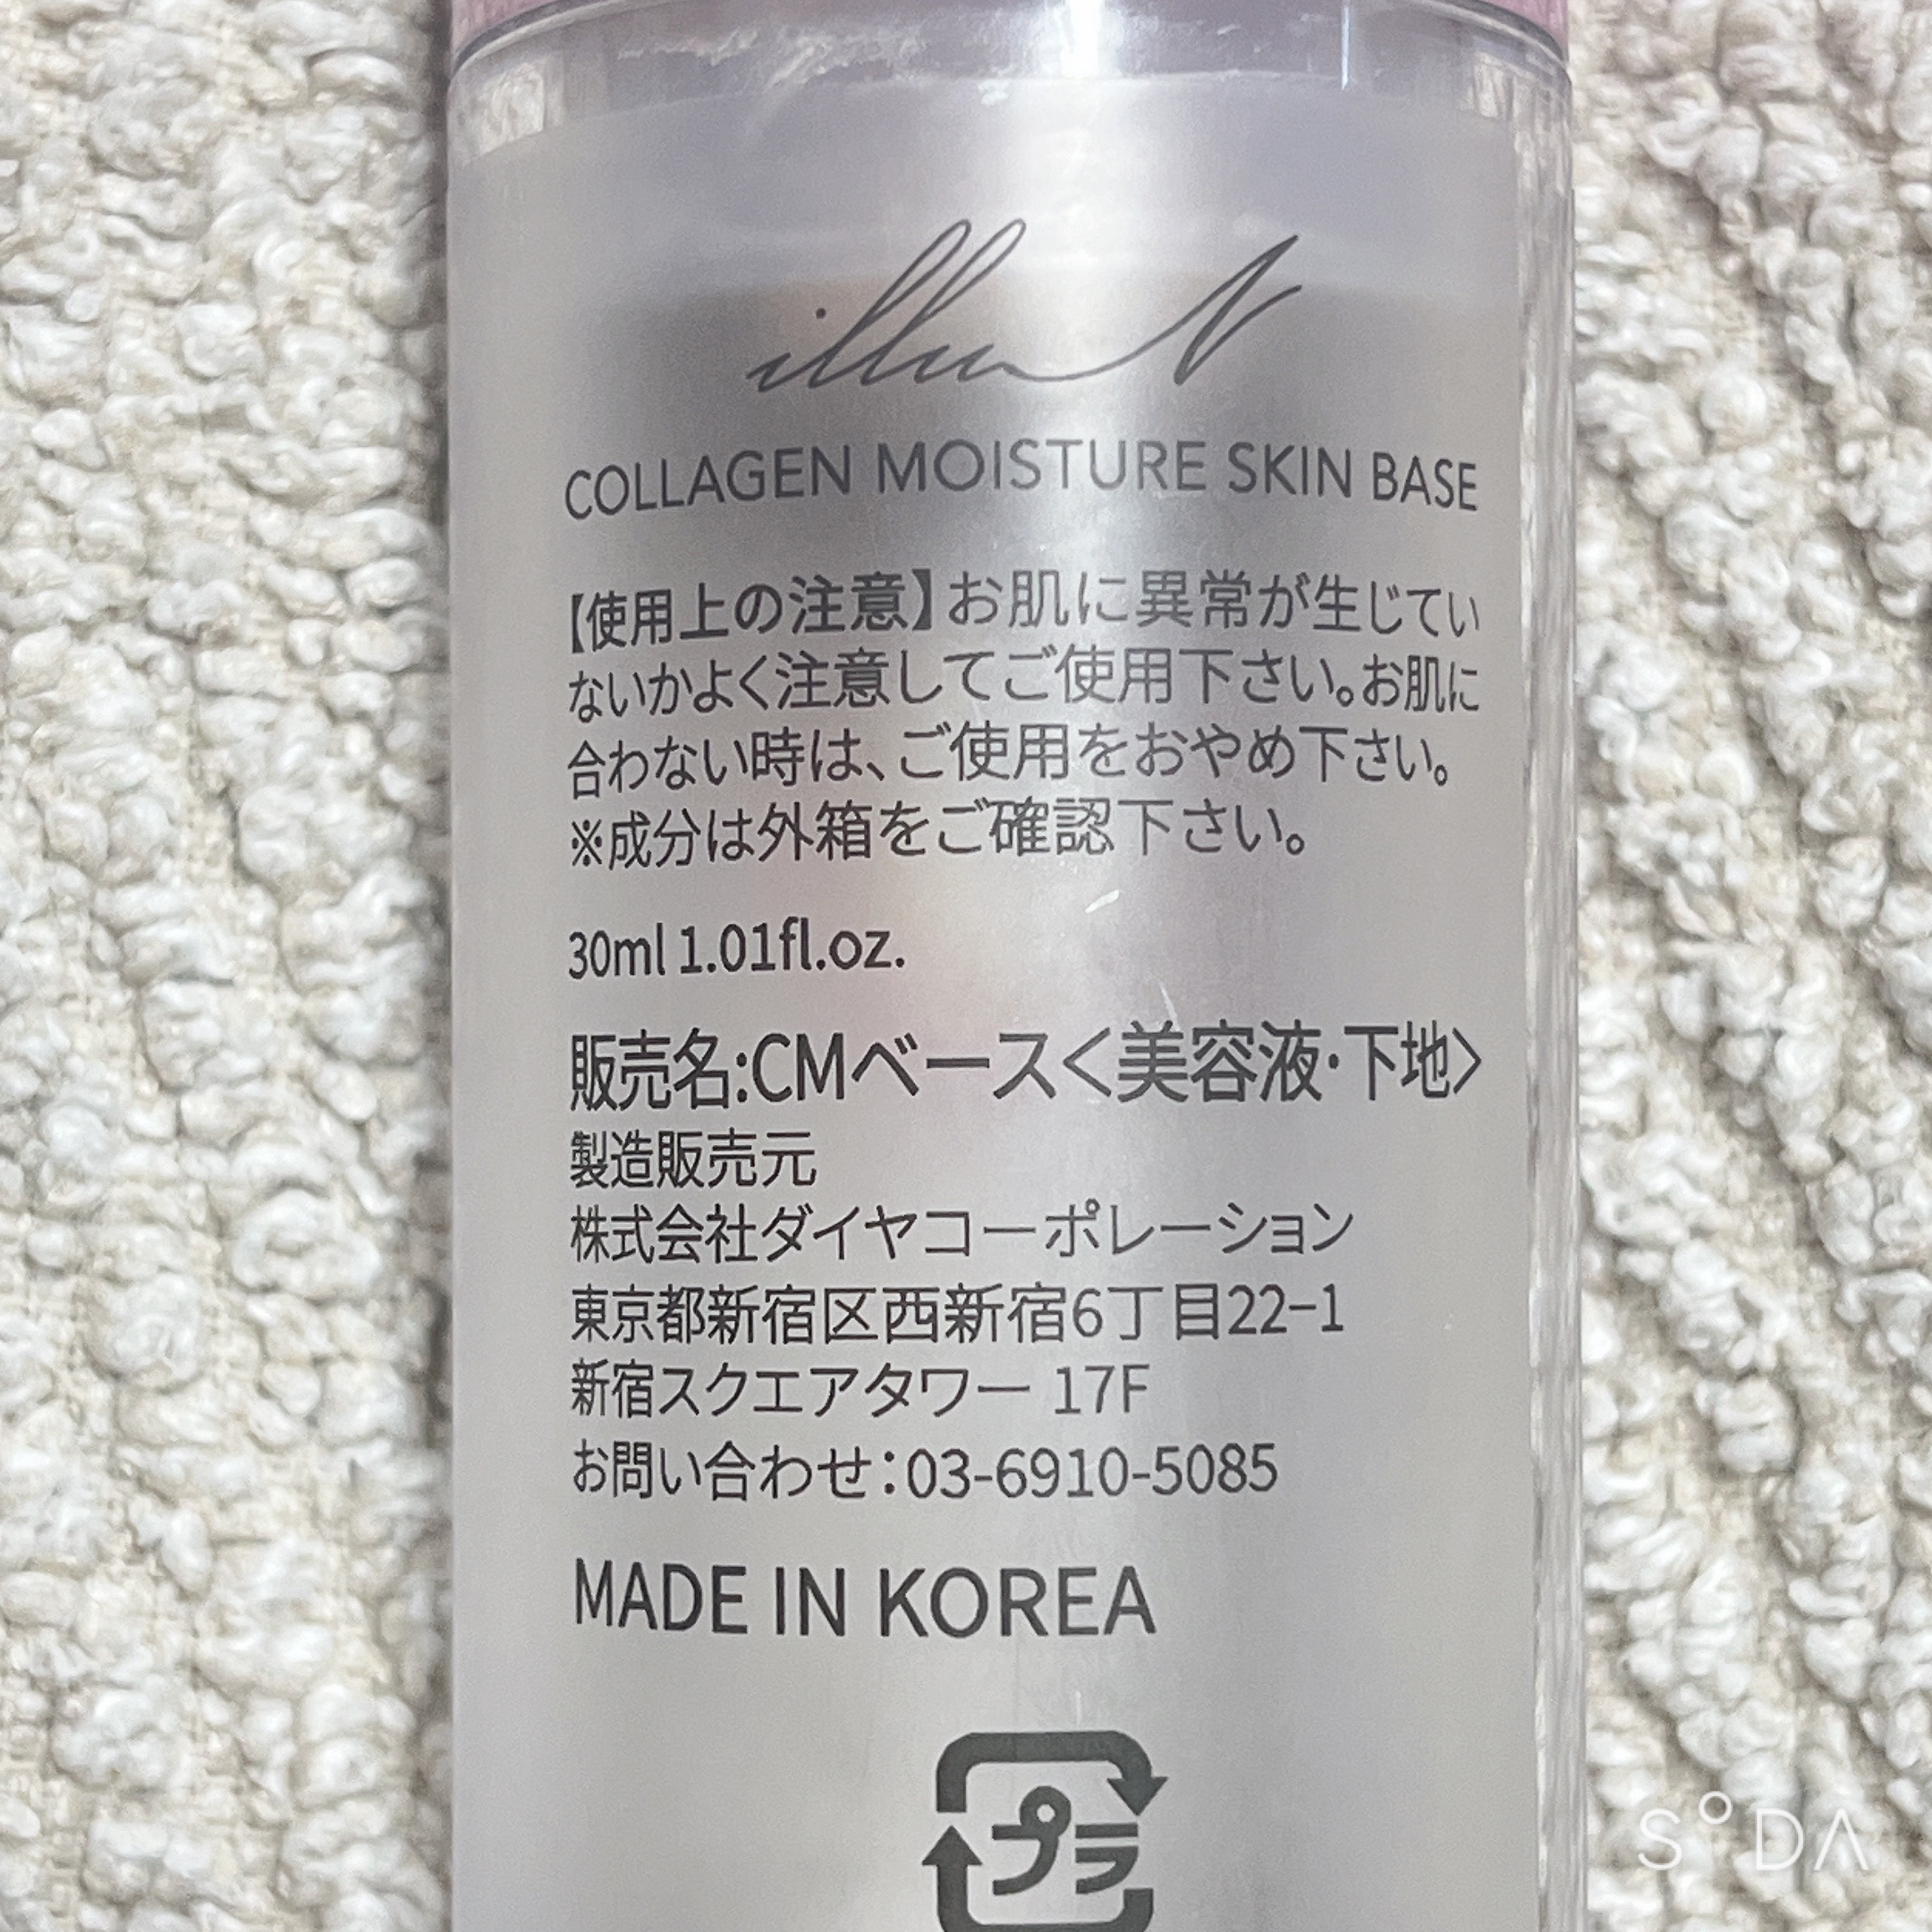 illuN
COLLAGEN MOISTURE SKIN BASE
【使用上の注意】お肌に異常が生じてい
ないかよく注意してご使用下さい。お肌に
合わない時は、ご使用をおやめ下さい。
※成分は外箱をご確認下さい。
30ml 1.01fl.oz.
販売名:CMベース<美容液·下地>
製造販売元
株式会社ダイヤコーポレーション
東京都新宿区西新宿6丁目22-1
新宿スクエアタワー 17F
お問い合わせ：03-6910-5085
MADE IN KOREA
プラ
SODA